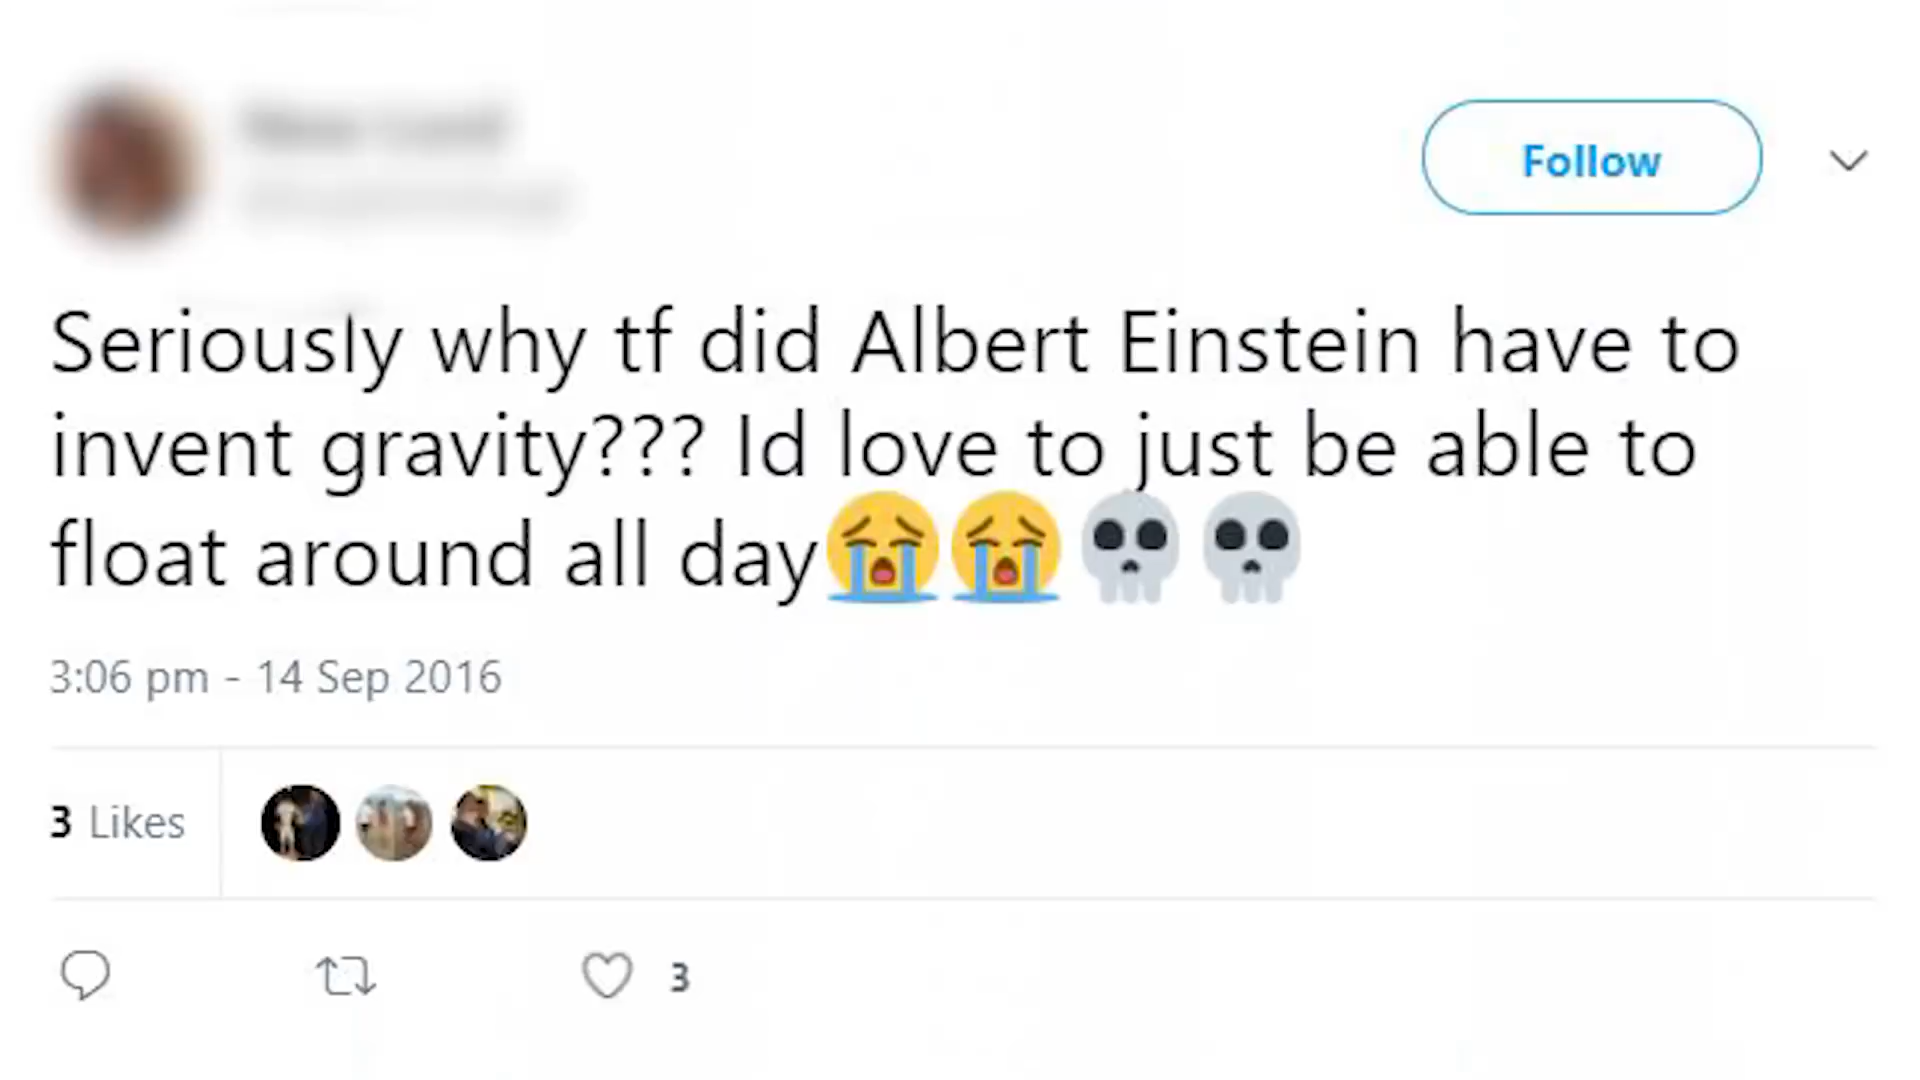 Follow
Seriously why tf did Albert Einstein have to
invent gravity??? Id love to just be able to
float around all day😭😭💀💀
3:06 pm - 14 Sep 2016
3 Likes
3